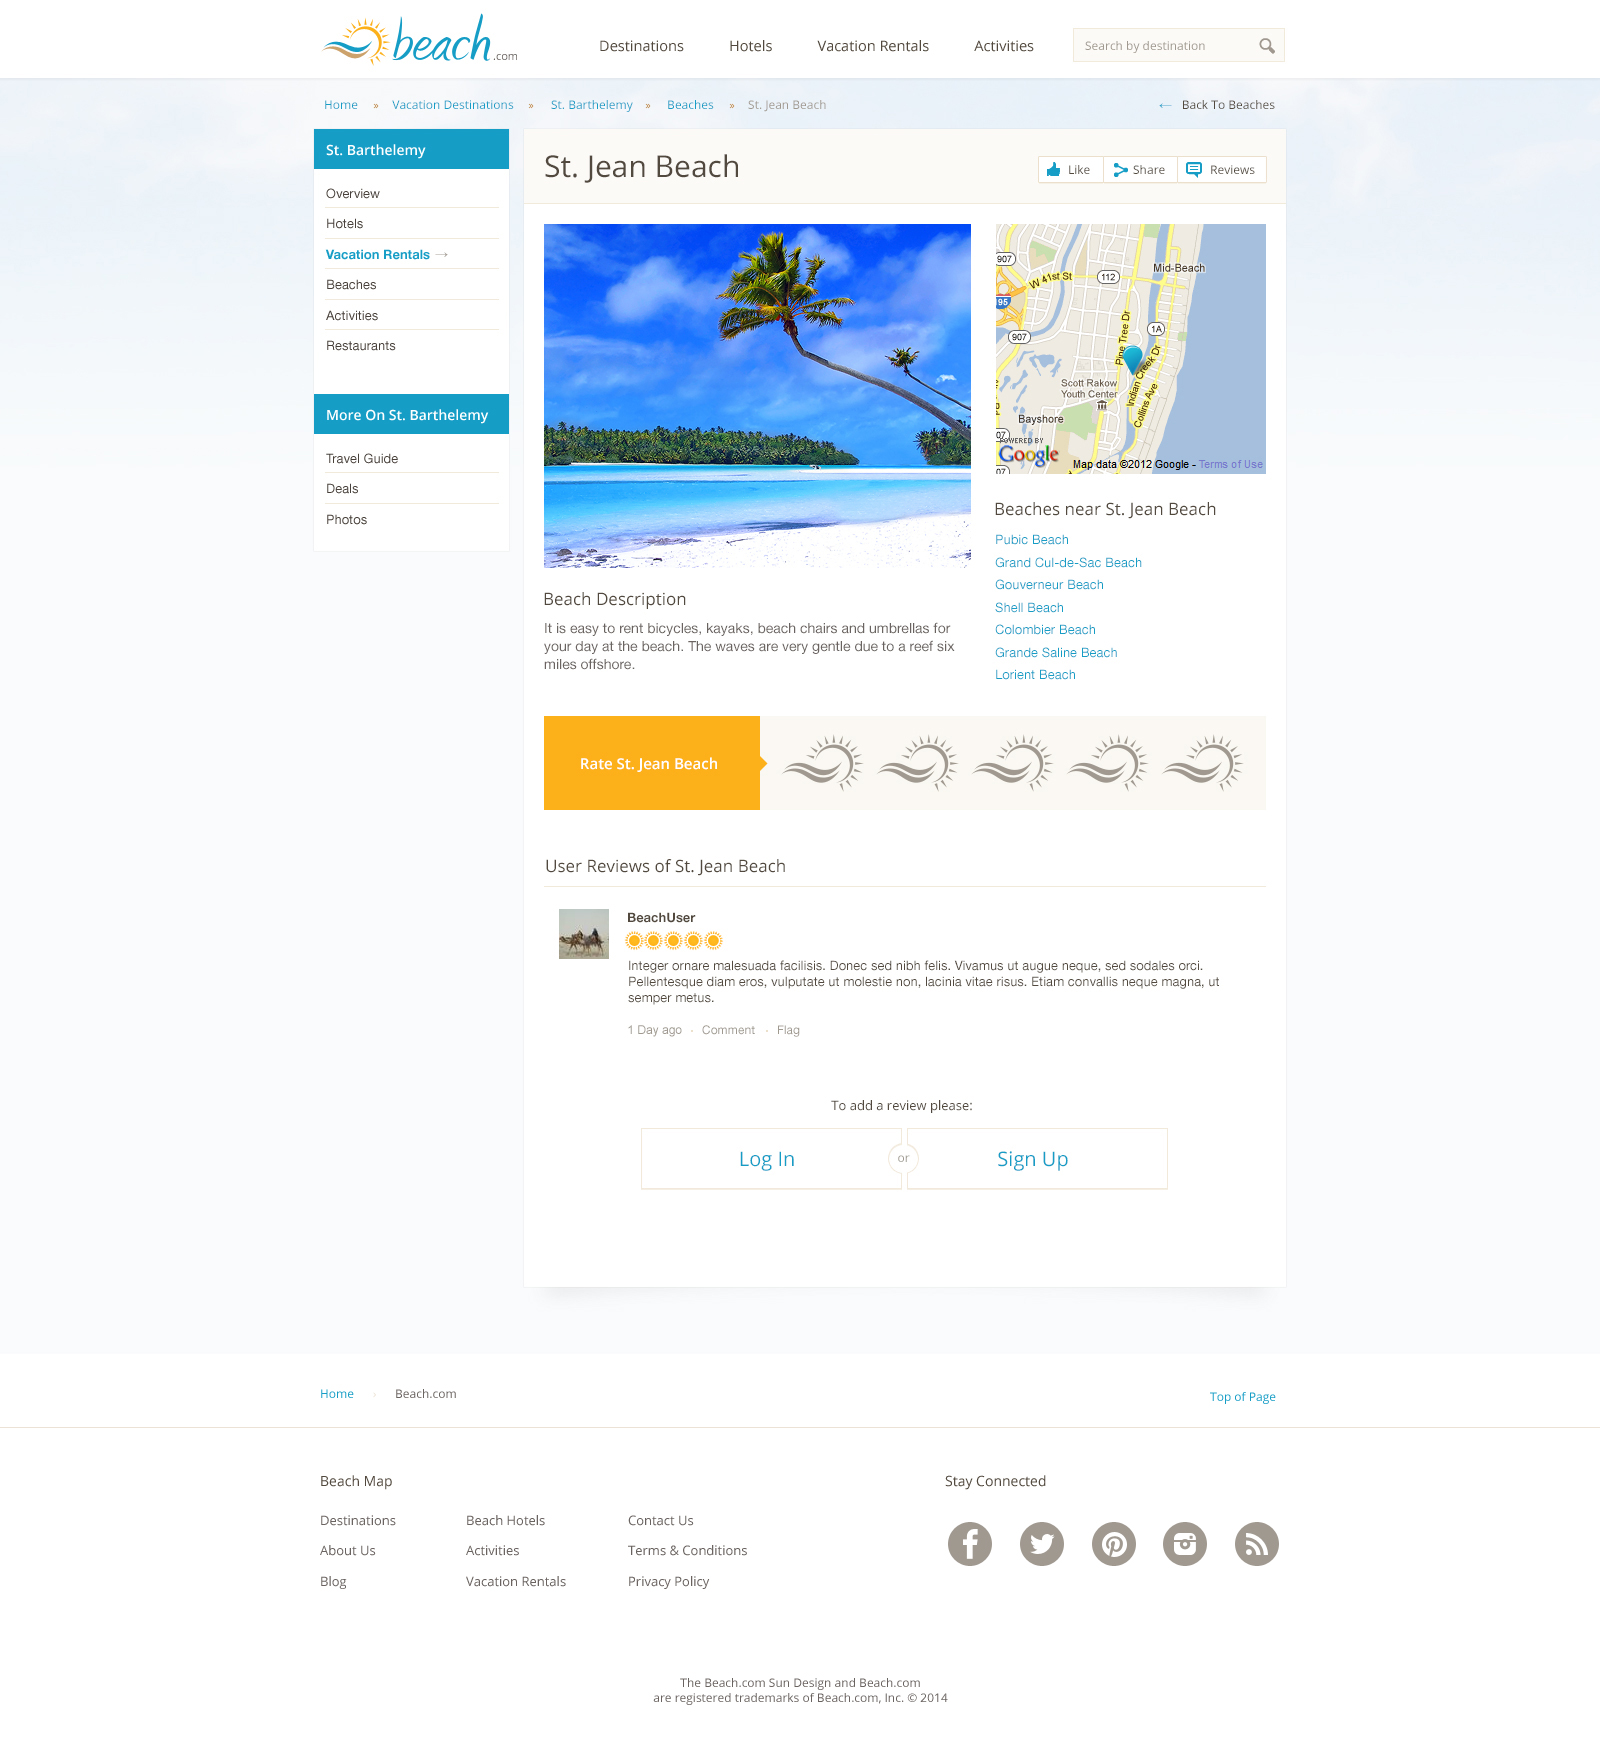 beach.com
Destinations Hotels Vacation Rentals Activities Search by destination
Home » Vacation Destinations » St. Barthelemy » Beaches » St. Jean Beach
← Back To Beaches
St. Barthelemy
Overview
Hotels
Vacation Rentals →
Beaches
Activities
Restaurants
More On St. Barthelemy
Travel Guide
Deals
Photos
St. Jean Beach
Like Share Reviews
907
W 41st St
112
Mid-Beach
195
907
1A
Pine Tree Dr
Indian Creek Dr
Collins Ave
Scott Rakow
Youth Center
Bayshore
07
POWERED BY
Google
07
Map data ©2012 Google - Terms of Use
Beaches near St. Jean Beach
Pubic Beach
Grand Cul-de-Sac Beach
Gouverneur Beach
Shell Beach
Colombier Beach
Grande Saline Beach
Lorient Beach
Beach Description
It is easy to rent bicycles, kayaks, beach chairs and umbrellas for
your day at the beach. The waves are very gentle due to a reef six
miles offshore.
Rate St. Jean Beach
User Reviews of St. Jean Beach
BeachUser
Integer ornare malesuada facilisis. Donec sed nibh felis. Vivamus ut augue neque, sed sodales orci.
Pellentesque diam eros, vulputate ut molestie non, lacinia vitae risus. Etiam convallis neque magna, ut
semper metus.
1 Day ago · Comment · Flag
To add a review please:
Log In or Sign Up
Home › Beach.com
Top of Page
Beach Map
Destinations Beach Hotels Contact Us
About Us Activities Terms & Conditions
Blog Vacation Rentals Privacy Policy
Stay Connected
The Beach.com Sun Design and Beach.com
are registered trademarks of Beach.com, Inc. © 2014